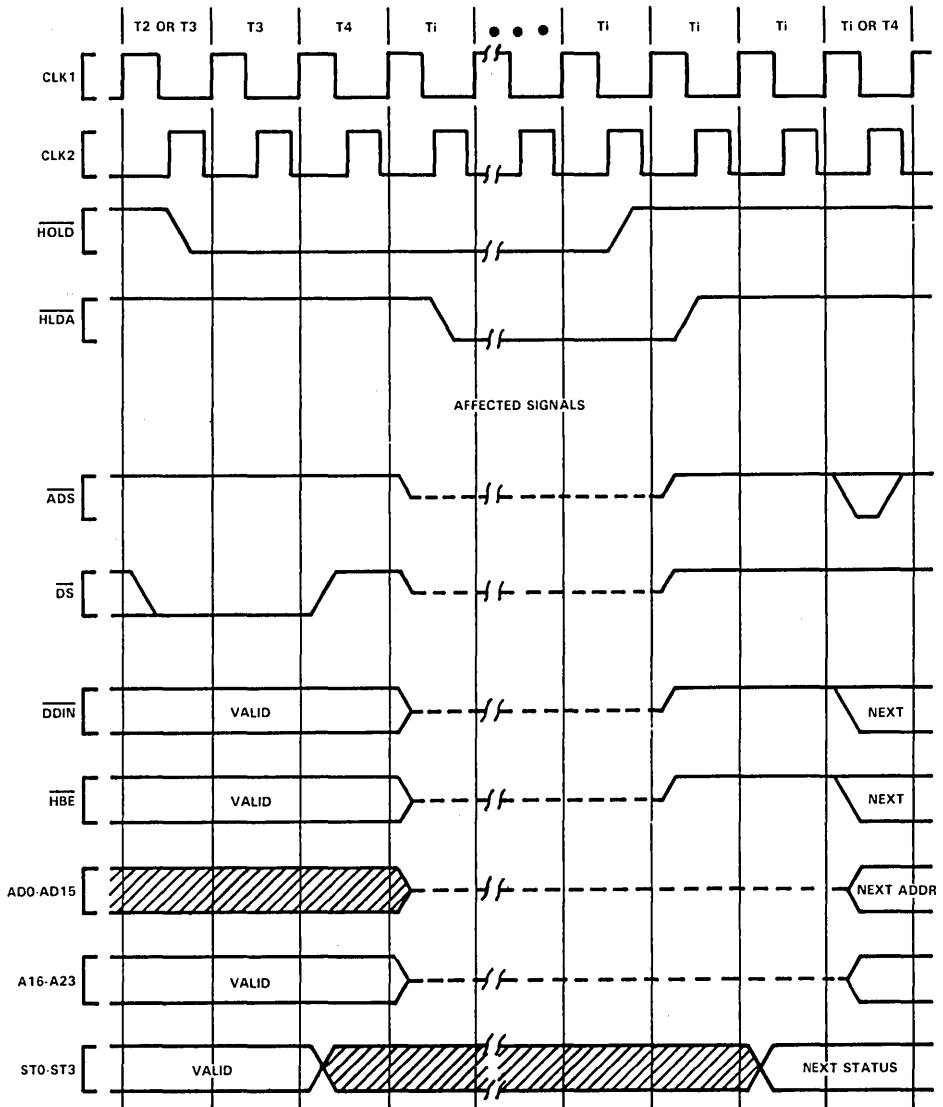 T2 OR T3 T3 T4 Ti • • • Ti Ti Ti Ti OR T4
CLK1
CLK2
HOLD
HLDA
AFFECTED SIGNALS
ADS
DS
DDIN VALID NEXT
HBE VALID NEXT
AD0-AD15 NEXT ADDR
A16-A23 VALID
ST0-ST3 VALID NEXT STATUS